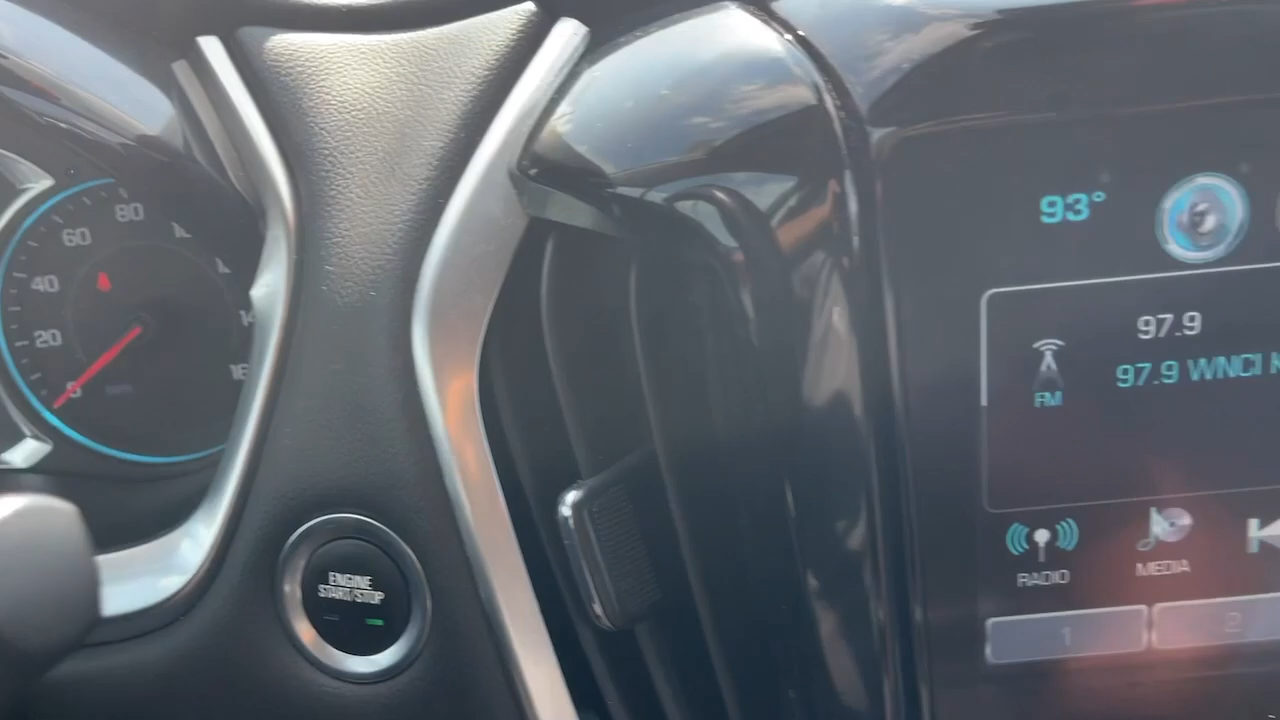 80
60
40
20
ENGINE
START/STOP
93°
97.9
97.9 WNCI
FM
RADIO
MEDIA
1
2